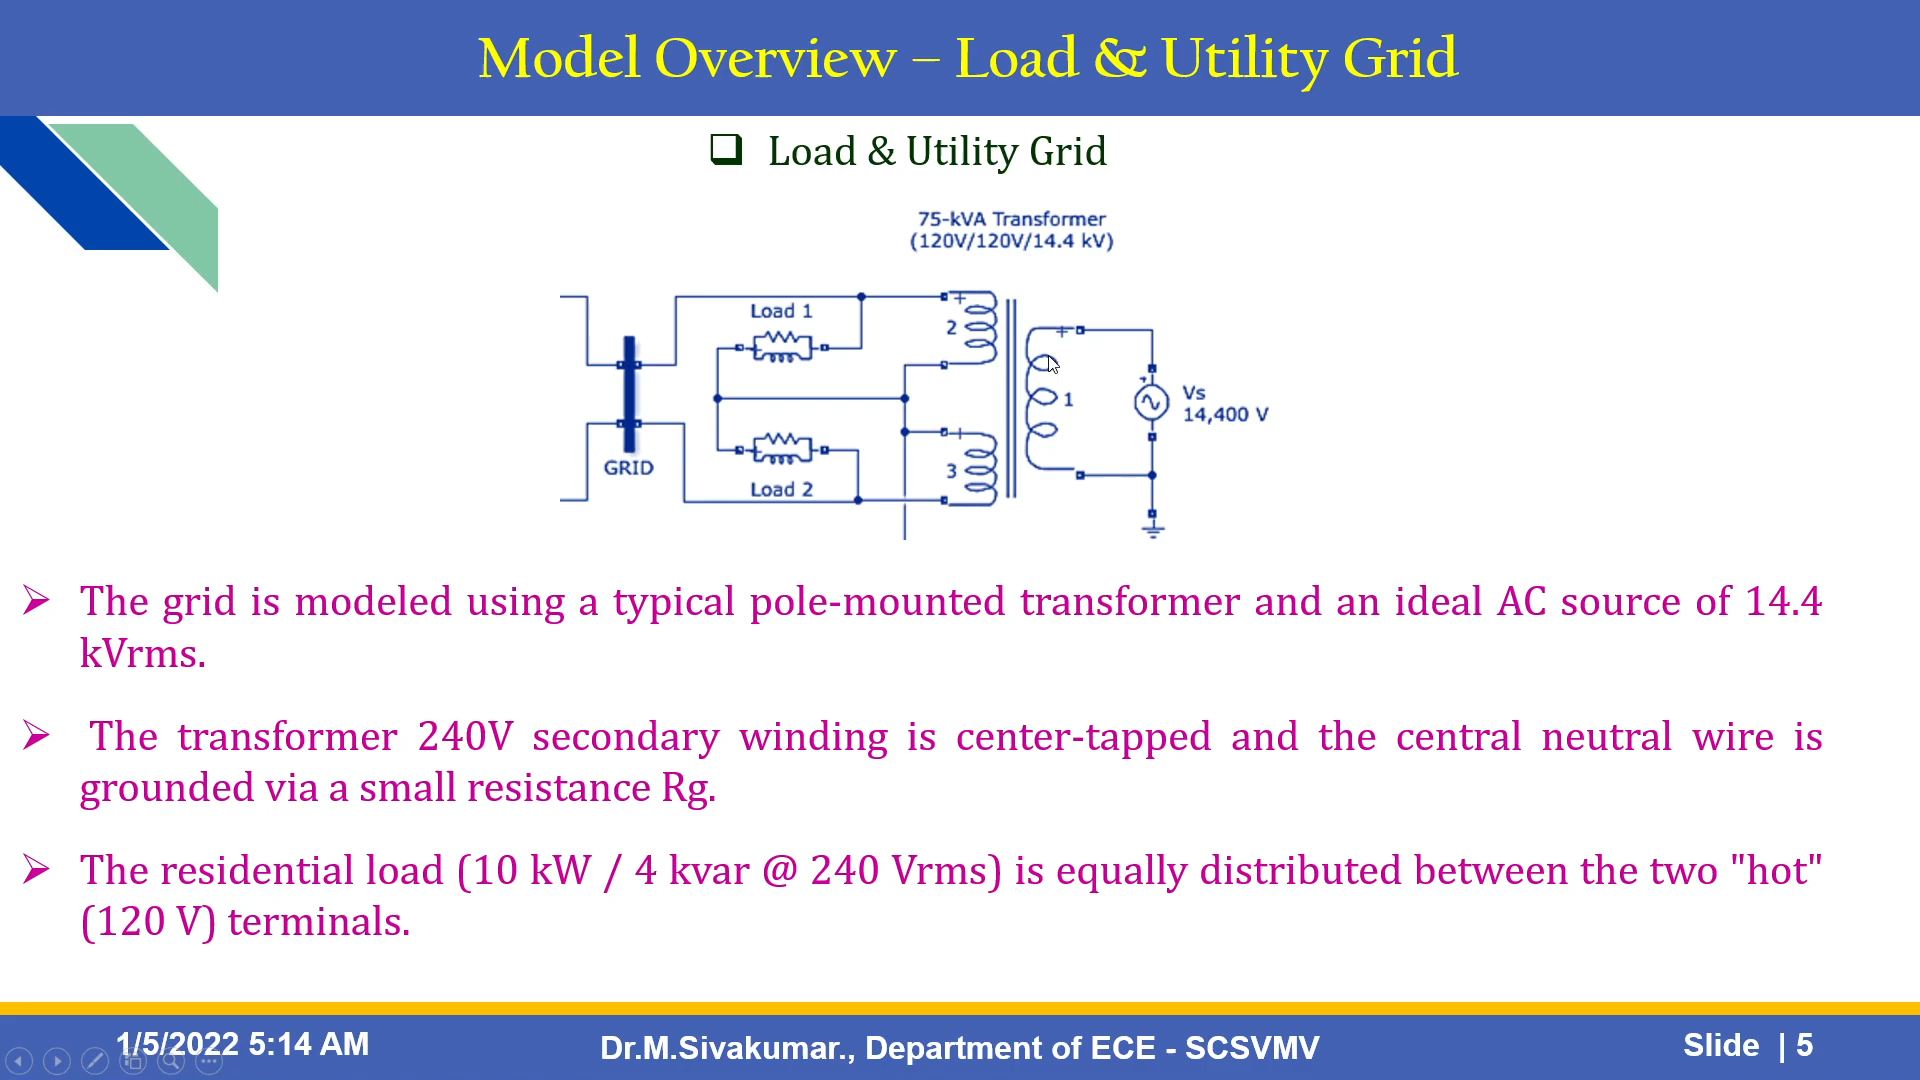 Model Overview – Load & Utility Grid
Load & Utility Grid
75-kVA Transformer
(120V/120V/14.4 kV)
Load 1
2
1
Vs
14,400 V
GRID
3
Load 2
The grid is modeled using a typical pole-mounted transformer and an ideal AC source of 14.4
kVrms.
The transformer 240V secondary winding is center-tapped and the central neutral wire is
grounded via a small resistance Rg.
The residential load (10 kW / 4 kvar @ 240 Vrms) is equally distributed between the two "hot"
(120 V) terminals.
1/5/2022 5:14 AM
Dr.M.Sivakumar., Department of ECE - SCSVMV
Slide | 5